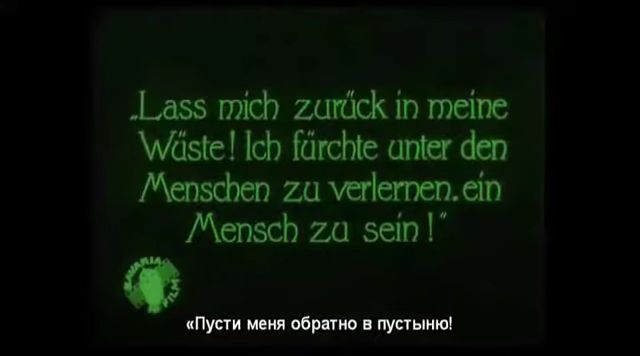 „Lass mich zurück in meine
Wüste! Ich fürchte unter den
Menschen zu verlernen. ein
Mensch zu sein!"
BAVARIA
FILM
«Пусти меня обратно в пустыню!